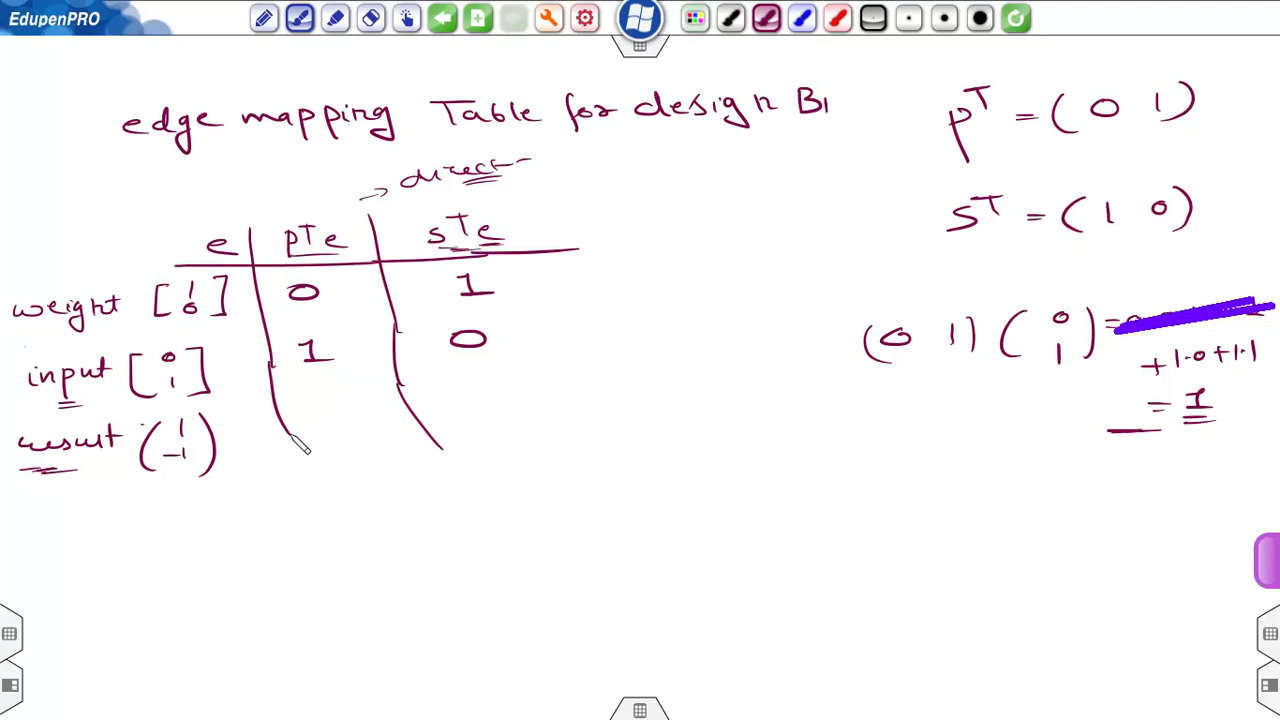 EdupenPRO
edge mapping Table for design B1
→ direct
e | pᵀe | sᵀe
weight [1 0] 0 1
input [0 1] 1 0
result (1 -1)
pᵀ = (0 1)
sᵀ = (1 0)
(0 1) (0 1) =
+1.0+1.1
= 1